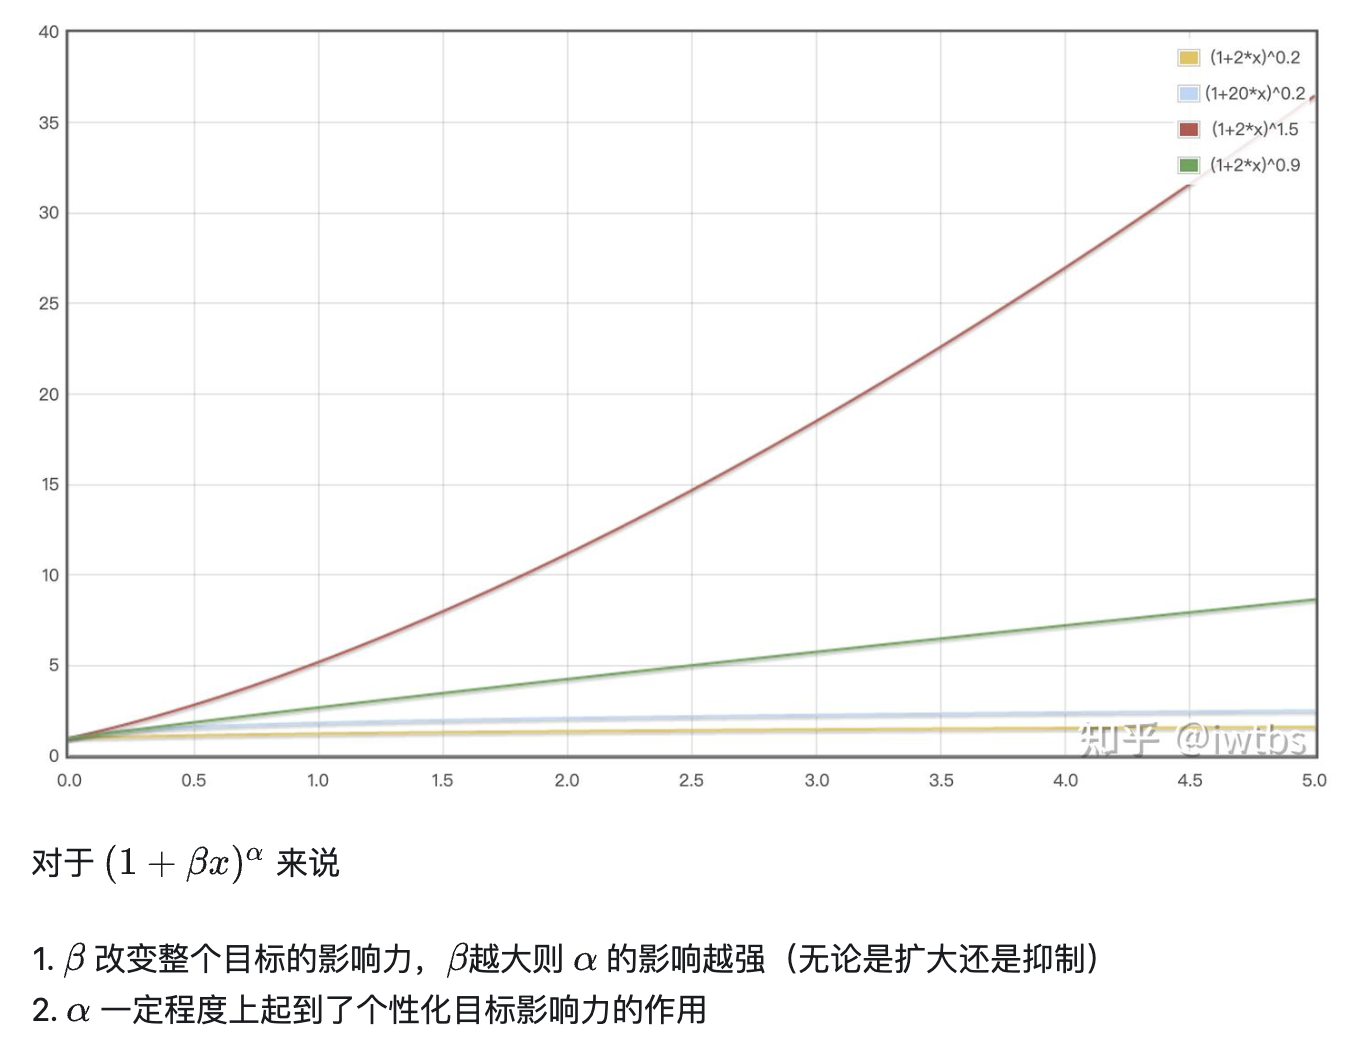 40
35
30
25
20
15
10
5
0
0.0 0.5 1.0 1.5 2.0 2.5 3.0 3.5 4.0 4.5 5.0
(1+2*x)^0.2
(1+20*x)^0.2
(1+2*x)^1.5
(1+2*x)^0.9
知乎 @iwtbs
对于 (1 + βx)^α 来说
1. β 改变整个目标的影响力，β越大则 α 的影响越强（无论是扩大还是抑制）
2. α 一定程度上起到了个性化目标影响力的作用